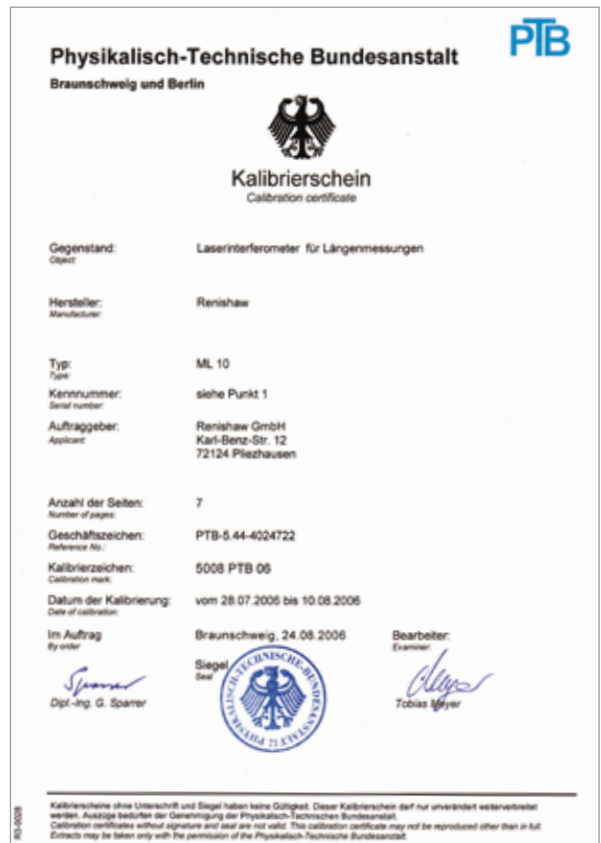 PTB
Physikalisch-Technische Bundesanstalt
Braunschweig und Berlin
Kalibrierschein
Calibration certificate
Gegenstand: Laserinterferometer für Längenmessungen
Object:
Hersteller: Renishaw
Manufacturer:
Typ: ML 10
Type:
Kennnummer: siehe Punkt 1
Serial number:
Auftraggeber: Renishaw GmbH
Applicant: Karl-Benz-Str. 12
72124 Pliezhausen
Anzahl der Seiten: 7
Number of pages:
Geschäftszeichen: PTB-5.44-4024722
Reference No.:
Kalibrierzeichen: 5008 PTB 06
Calibration mark:
Datum der Kalibrierung: vom 28.07.2006 bis 10.08.2006
Date of calibration:
Im Auftrag Braunschweig, 24.08.2006 Bearbeiter:
By order Examiner:
Siegel
Seal
PHYSIKALISCH-TECHNISCHE-BUNDESANSTALT
Dipl.-Ing. G. Sparrer Tobias Meyer
Kalibrierscheine ohne Unterschrift und Siegel haben keine Gültigkeit. Dieser Kalibrierschein darf nur unverändert weiterverbreitet
werden. Auszüge bedürfen der Genehmigung der Physikalisch-Technischen Bundesanstalt.
Calibration certificates without signature and seal are not valid. This calibration certificate may not be reproduced other than in full.
Extracts may be taken only with the permission of the Physikalisch-Technische Bundesanstalt.